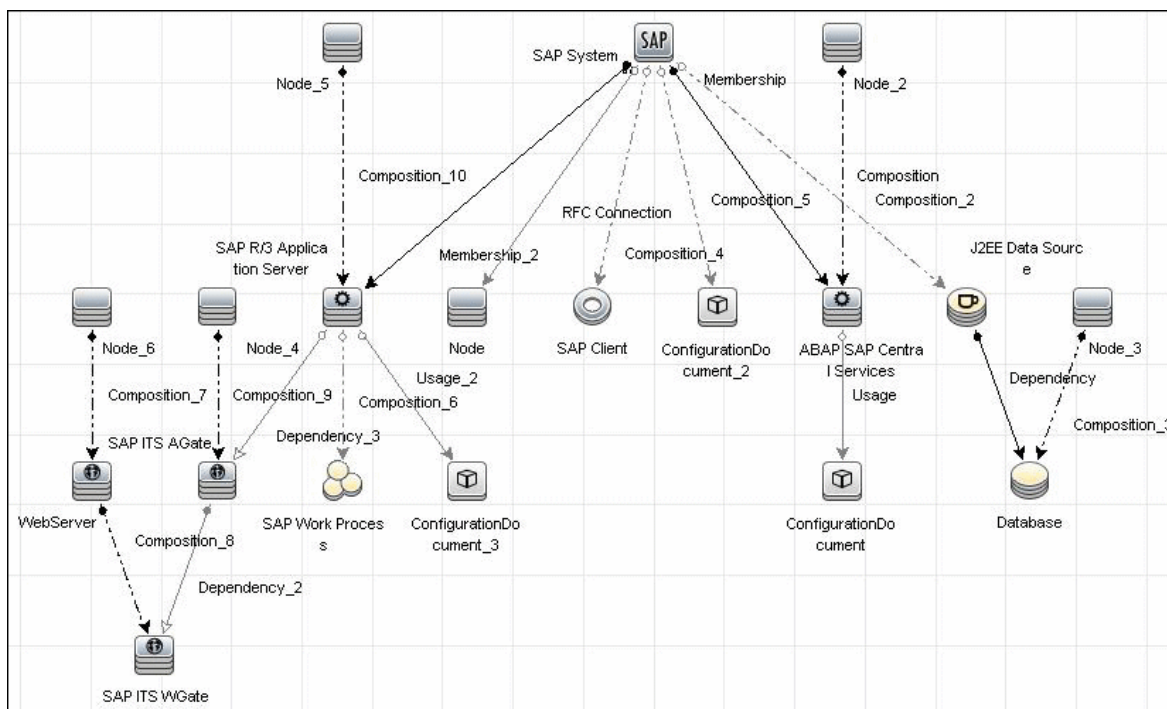 SAP
SAP System
Membership
Node_5
Node_2
Composition_10
Composition
Composition_5
Composition_2
RFC Connection
SAP R/3 Applica
tion Server
Membership_2
Composition_4
J2EE Data Sourc
e
Node_6
Node_4
Node
SAP Client
ConfigurationDo
cument_2
ABAP SAP Centr
al Services
Node_3
Usage_2
Composition_7
Composition_9
Composition_6
Usage
Dependency
Composition_3
SAP ITS AGate
Dependency_3
WebServer
SAP Work Proces
s
ConfigurationDo
cument_3
ConfigurationDo
cument
Database
Composition_8
Dependency_2
SAP ITS WGate